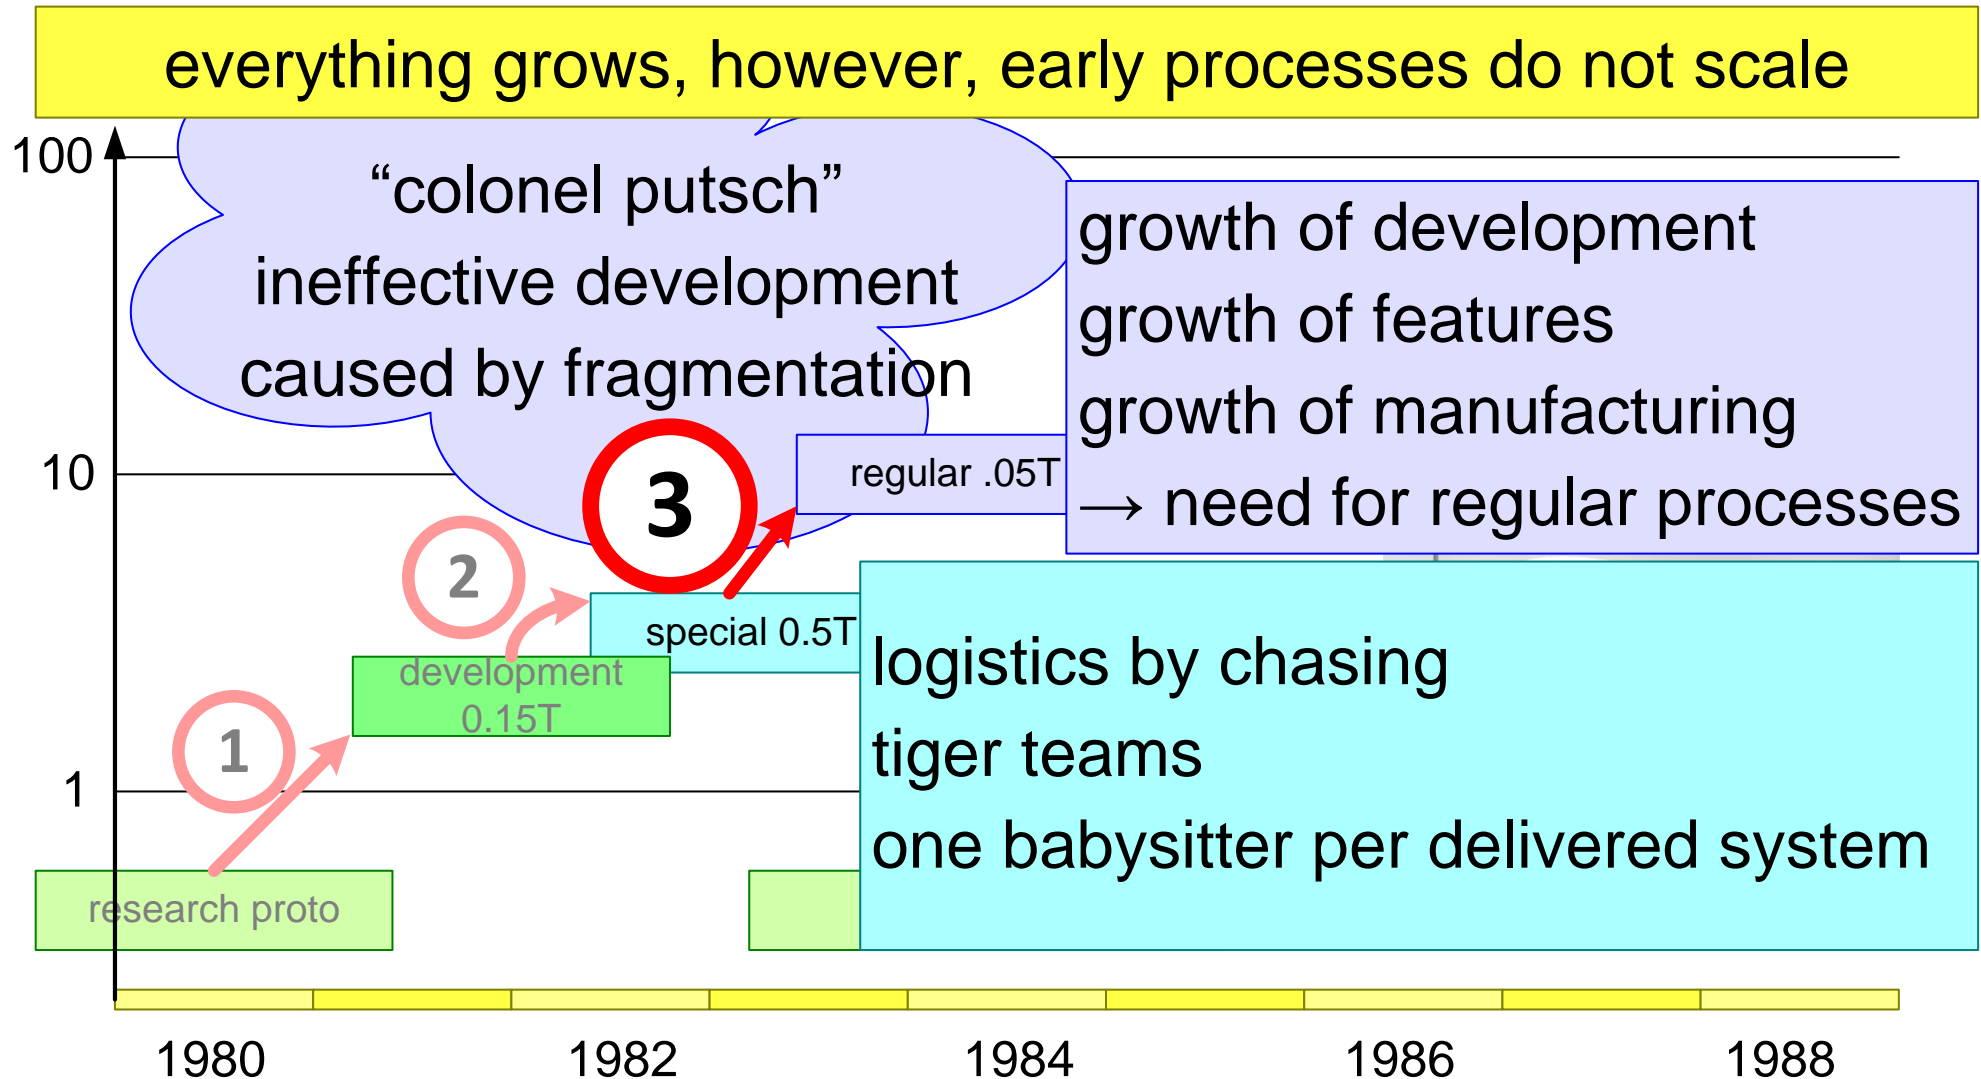 everything grows, however, early processes do not scale
100
“colonel putsch”
ineffective development
caused by fragmentation
growth of development
growth of features
growth of manufacturing
→ need for regular processes
10
3
regular .05T
2
special 0.5T
development
0.15T
1
1
logistics by chasing
tiger teams
one babysitter per delivered system
research proto
1980
1982
1984
1986
1988